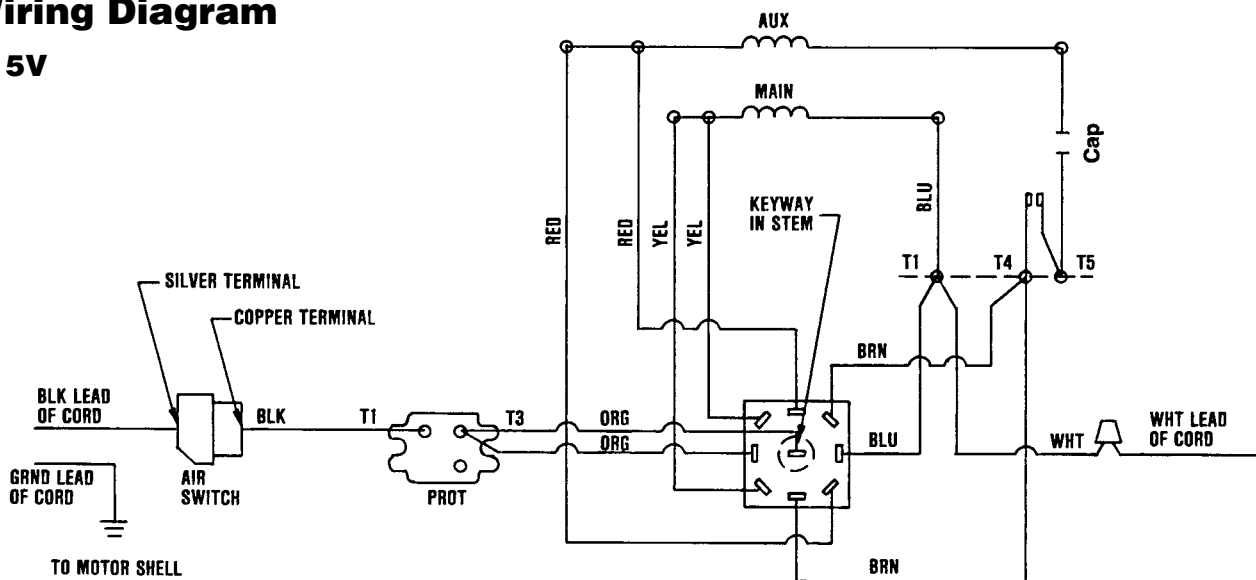 iring Diagram
5V
AUX
MAIN
Cap
RED
RED
YEL
YEL
BLU
KEYWAY
IN STEM
T1
T4
T5
SILVER TERMINAL
COPPER TERMINAL
BLK LEAD
OF CORD
BLK
T1
T3
ORG
ORG
BRN
BLU
WHT
WHT LEAD
OF CORD
GRND LEAD
OF CORD
AIR
SWITCH
PROT
TO MOTOR SHELL
BRN